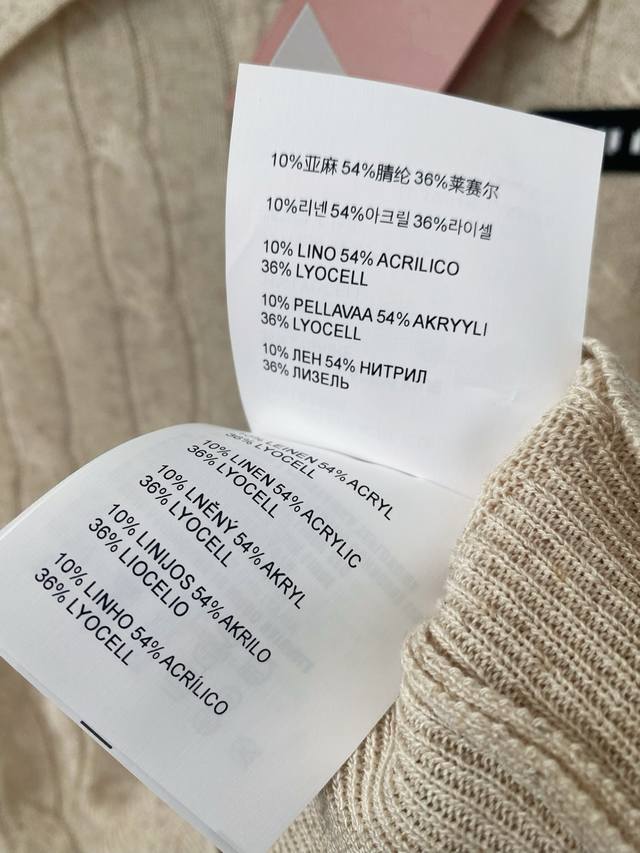 10%亚麻 54%腈纶 36%莱赛尔
10%리넨 54%아크릴 36%라이셀
10% LINO 54% ACRILICO
36% LYOCELL
10% PELLAVAA 54% AKRYYLI
36% LYOCELL
10% ЛЕН 54% НИТРИЛ
36% ЛИЗЕЛЬ
LEINEN 54% ACRYL
36% LYOCELL
10% LINEN 54% ACRYLIC
36% LYOCELL
10% LNĚNÝ 54% AKRYL
36% LYOCELL
10% LINIJOS 54% AKRILO
36% LIOCELIO
10% LINHO 54% ACRÍLICO
36% LYOCELL